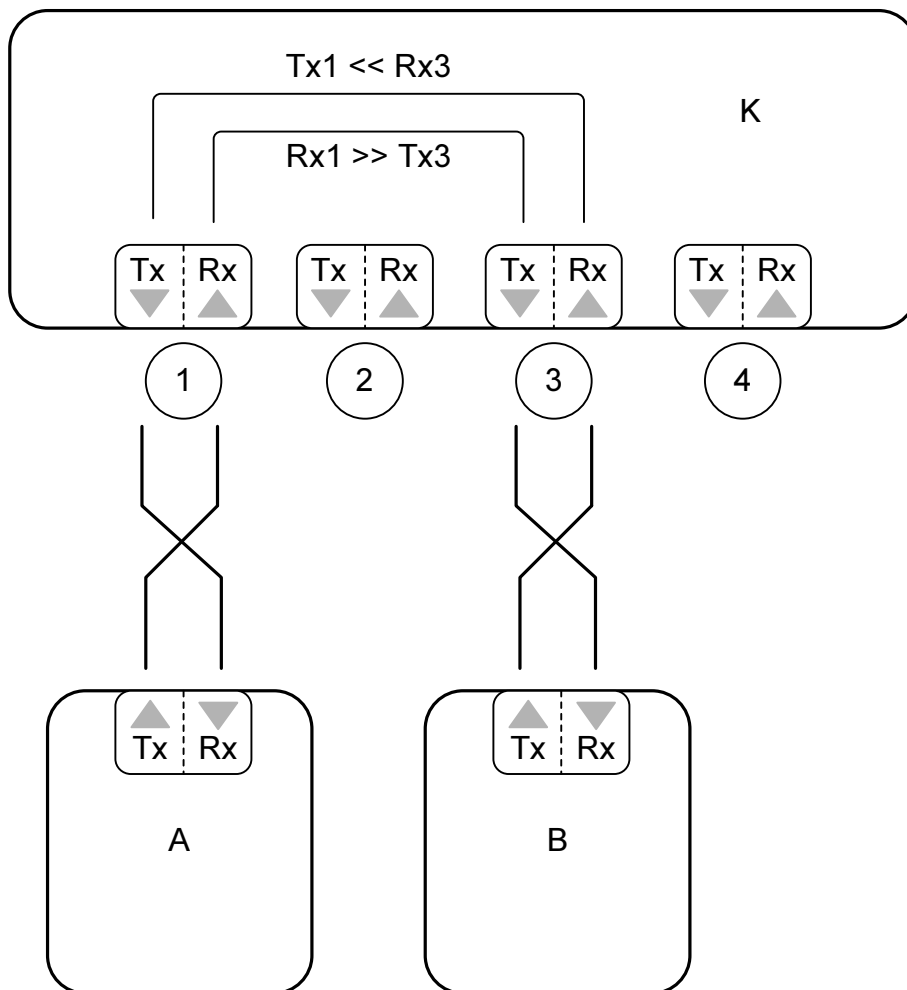 Tx1 << Rx3
K
Rx1 >> Tx3
Tx Rx Tx Rx Tx Rx Tx Rx
1 2 3 4
Tx Rx Tx Rx
A B